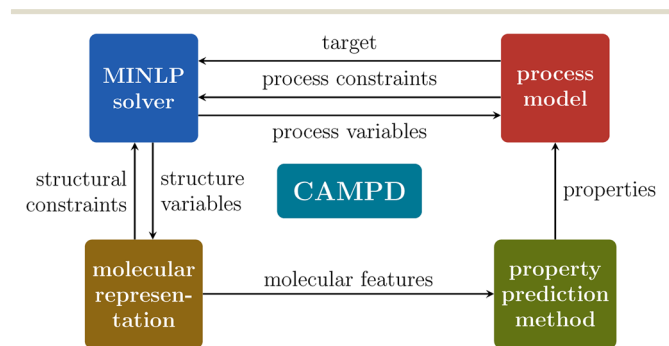 MINLP
solver
target
process constraints
process variables
process
model
structural
constraints
structure
variables
CAMPD
properties
molecular
represen-
tation
molecular features
property
prediction
method